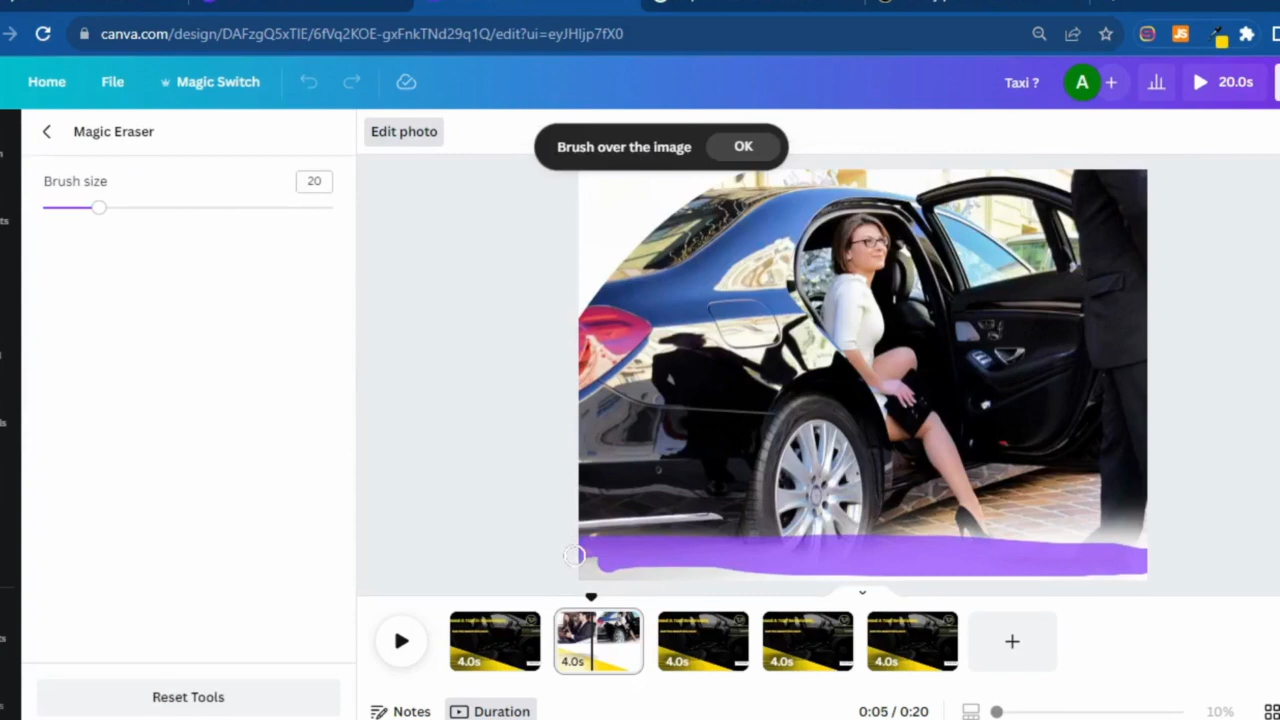 canva.com/design/DAFzgQ5xTIE/6fVq2KOE-gxFnkTNd29q1Q/edit?ui=eyJHIjp7fX0
JS
Home File Magic Switch Taxi ? A + 20.0s
Magic Eraser
Edit photo
Brush over the image OK
Brush size 20
4.0s 4.0s 4.0s 4.0s 4.0s
Reset Tools
Notes Duration 0:05 / 0:20 10%